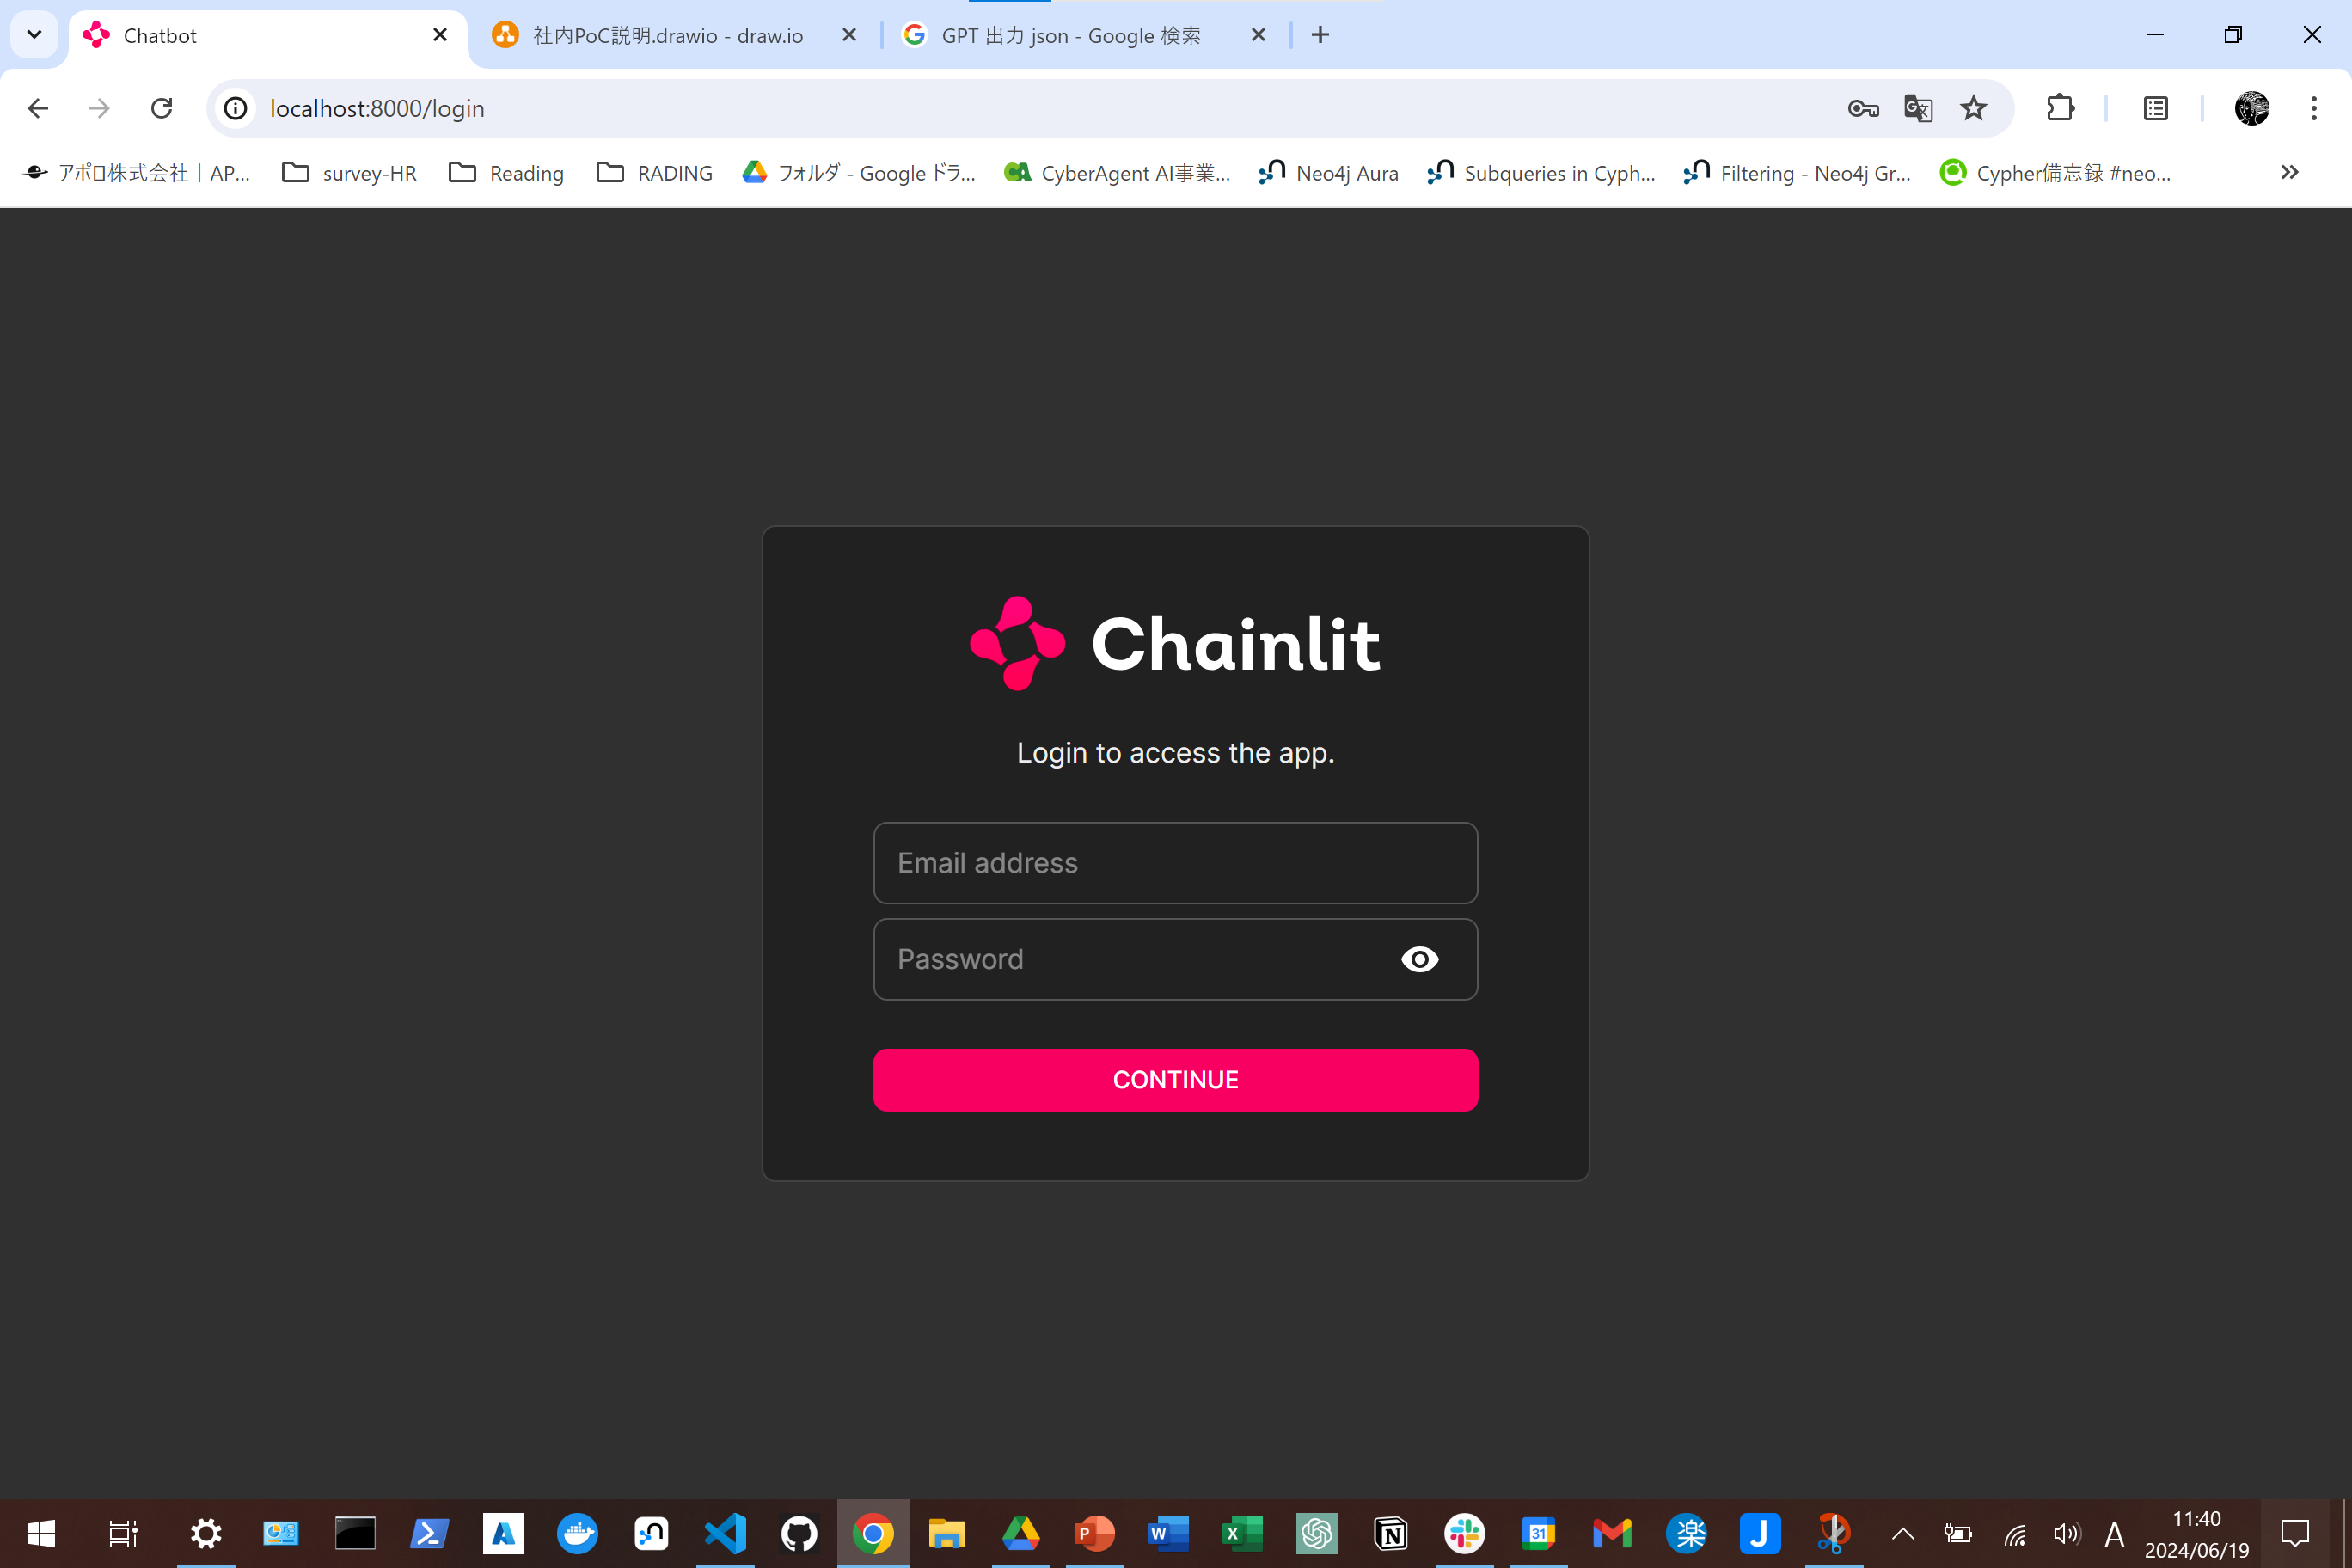 Chatbot
社内PoC説明.drawio - draw.io
GPT 出力 json - Google 検索
localhost:8000/login
アポロ株式会社｜AP...
survey-HR
Reading
RADING
フォルダ - Google ドラ...
CyberAgent AI事業...
Neo4j Aura
Subqueries in Cyph...
Filtering - Neo4j Gr...
Cypher備忘録 #neo...
Chainlit
Login to access the app.
Email address
Password
CONTINUE
31
楽
J
A
11:40
2024/06/19